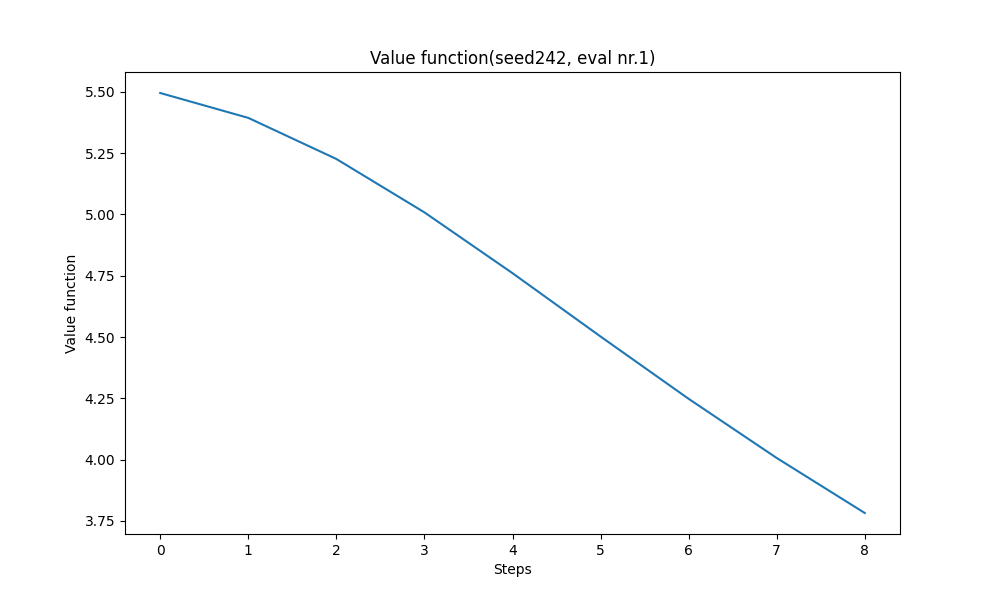 Value function(seed242, eval nr.1)
Value function
5.50
5.25
5.00
4.75
4.50
4.25
4.00
3.75
0 1 2 3 4 5 6 7 8
Steps